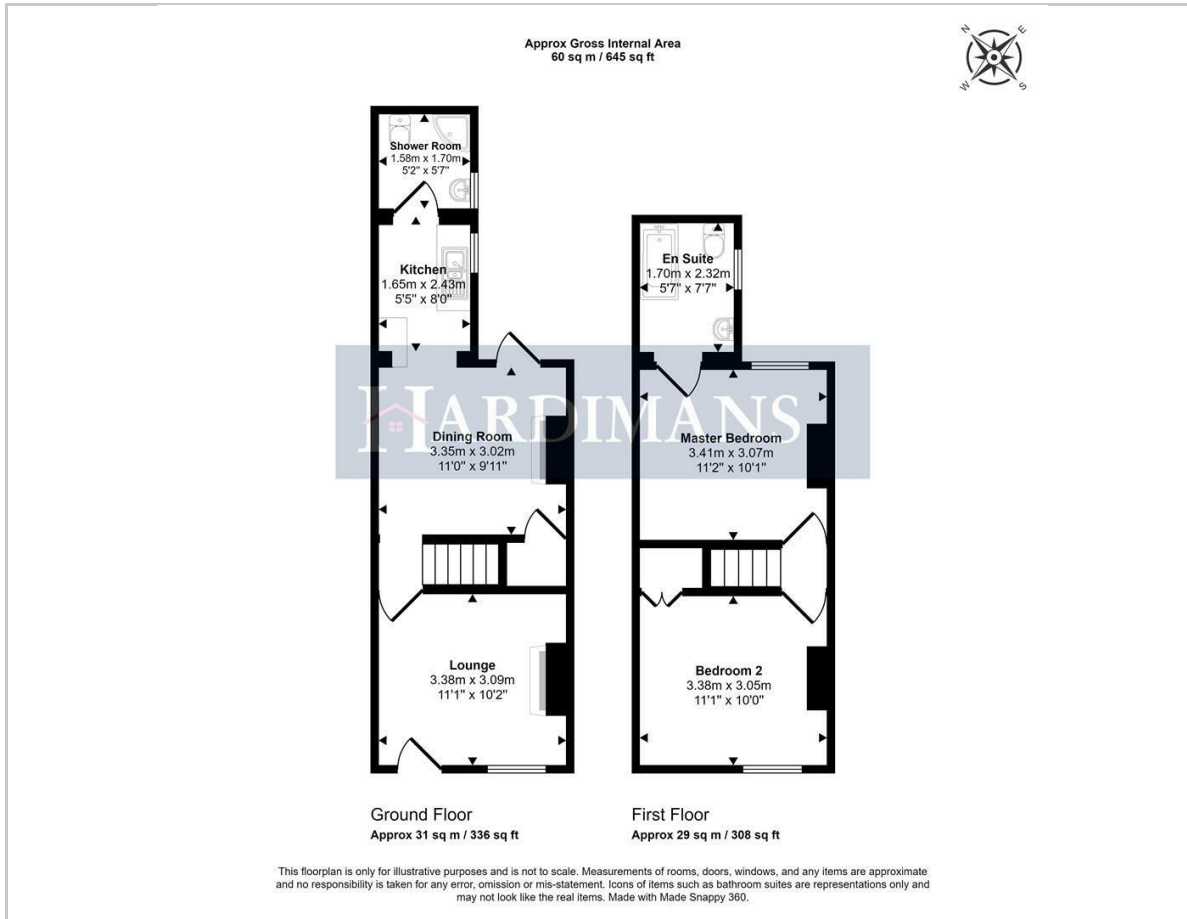 Approx Gross Internal Area
60 sq m / 645 sq ft
N
E
W
S
Shower Room
1.58m x 1.70m
5'2" x 5'7"
Kitchen
1.65m x 2.43m
5'5" x 8'0"
En Suite
1.70m x 2.32m
5'7" x 7'7"
HARDIMANS
Dining Room
3.35m x 3.02m
11'0" x 9'11"
Master Bedroom
3.41m x 3.07m
11'2" x 10'1"
Lounge
3.38m x 3.09m
11'1" x 10'2"
Bedroom 2
3.38m x 3.05m
11'1" x 10'0"
Ground Floor
Approx 31 sq m / 336 sq ft
First Floor
Approx 29 sq m / 308 sq ft
This floorplan is only for illustrative purposes and is not to scale. Measurements of rooms, doors, windows, and any items are approximate
and no responsibility is taken for any error, omission or mis-statement. Icons of items such as bathroom suites are representations only and
may not look like the real items. Made with Made Snappy 360.